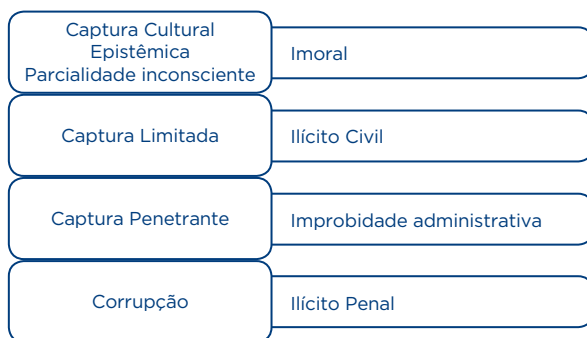 Captura Cultural
Epistêmica
Parcialidade inconsciente
Imoral
Captura Limitada
Ilícito Civil
Captura Penetrante
Improbidade administrativa
Corrupção
Ilícito Penal